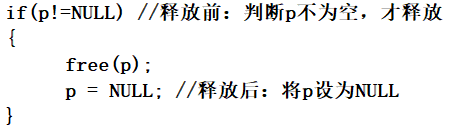 if(p!=NULL) //释放前：判断p不为空，才释放
{
free(p);
p = NULL; //释放后：将p设为NULL
}